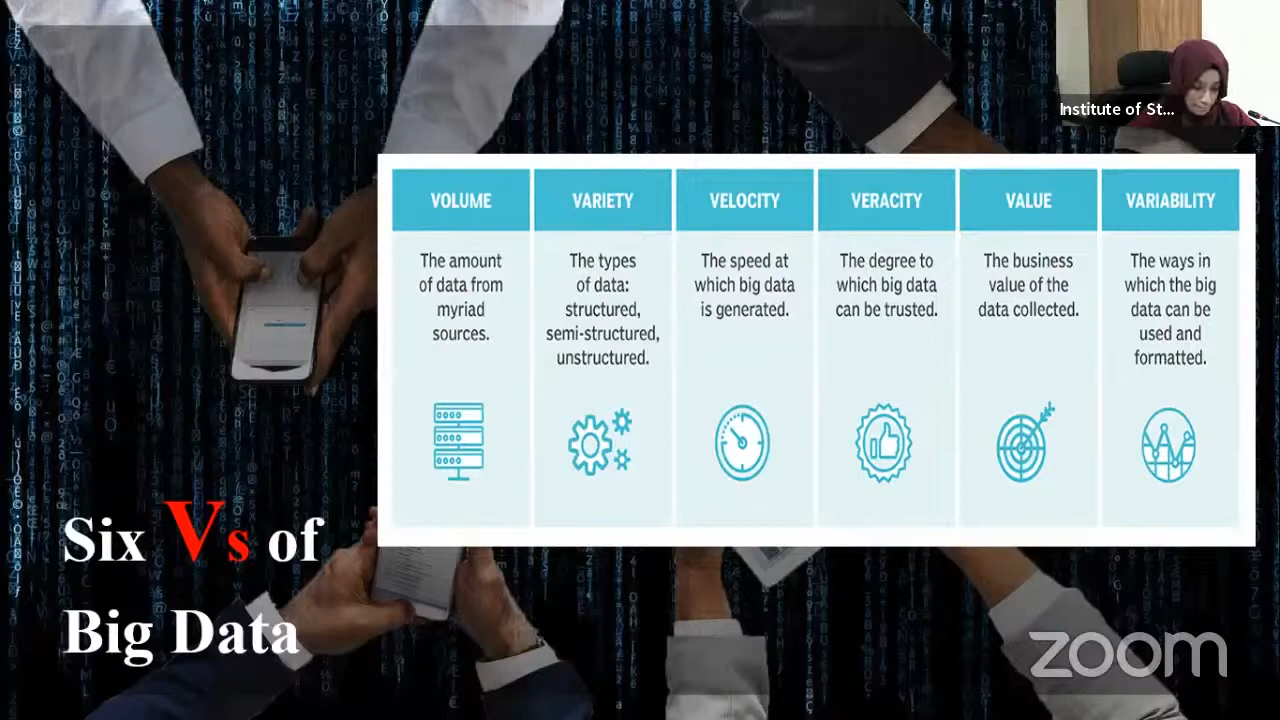 Institute of St...
VOLUME
The amount
of data from
myriad
sources.
VARIETY
The types
of data:
structured,
semi-structured,
unstructured.
VELOCITY
The speed at
which big data
is generated.
VERACITY
The degree to
which big data
can be trusted.
VALUE
The business
value of the
data collected.
VARIABILITY
The ways in
which the big
data can be
used and
formatted.
Six Vs of
Big Data
zoom